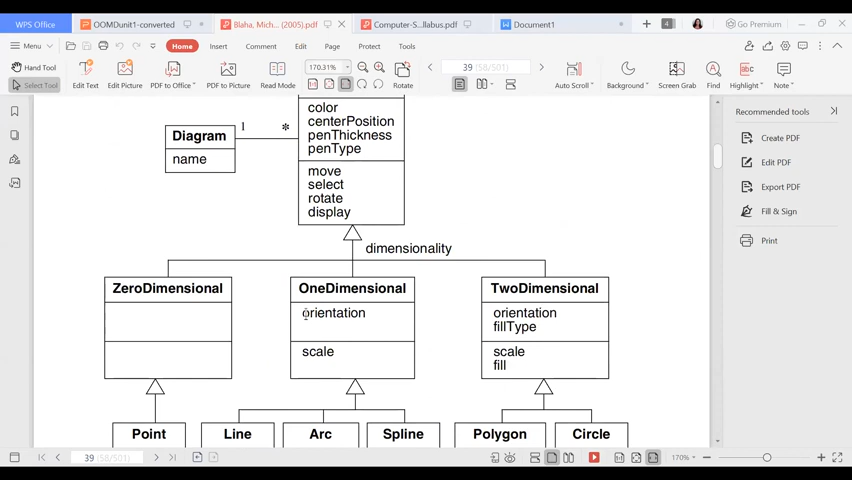 WPS Office
OOMDunit1-converted
Blaha, Mich... (2005).pdf
Computer-S...llabus.pdf
Document1
4
Go Premium
Menu
Home
Insert
Comment
Edit
Page
Protect
Tools
Hand Tool
Select Tool
Edit Text
Edit Picture
PDF to Office
PDF to Picture
Read Mode
170.31%
Rotate
39 (58/501)
Auto Scroll
Background
Screen Grab
Find
Highlight
Note
Recommended tools
Create PDF
Edit PDF
Export PDF
Fill & Sign
Print
color
centerPosition
penThickness
penType
move
select
rotate
display
Diagram
name
1
*
dimensionality
ZeroDimensional
OneDimensional
orientation
scale
TwoDimensional
orientation
fillType
scale
fill
Point
Line
Arc
Spline
Polygon
Circle
39 (58/501)
170%